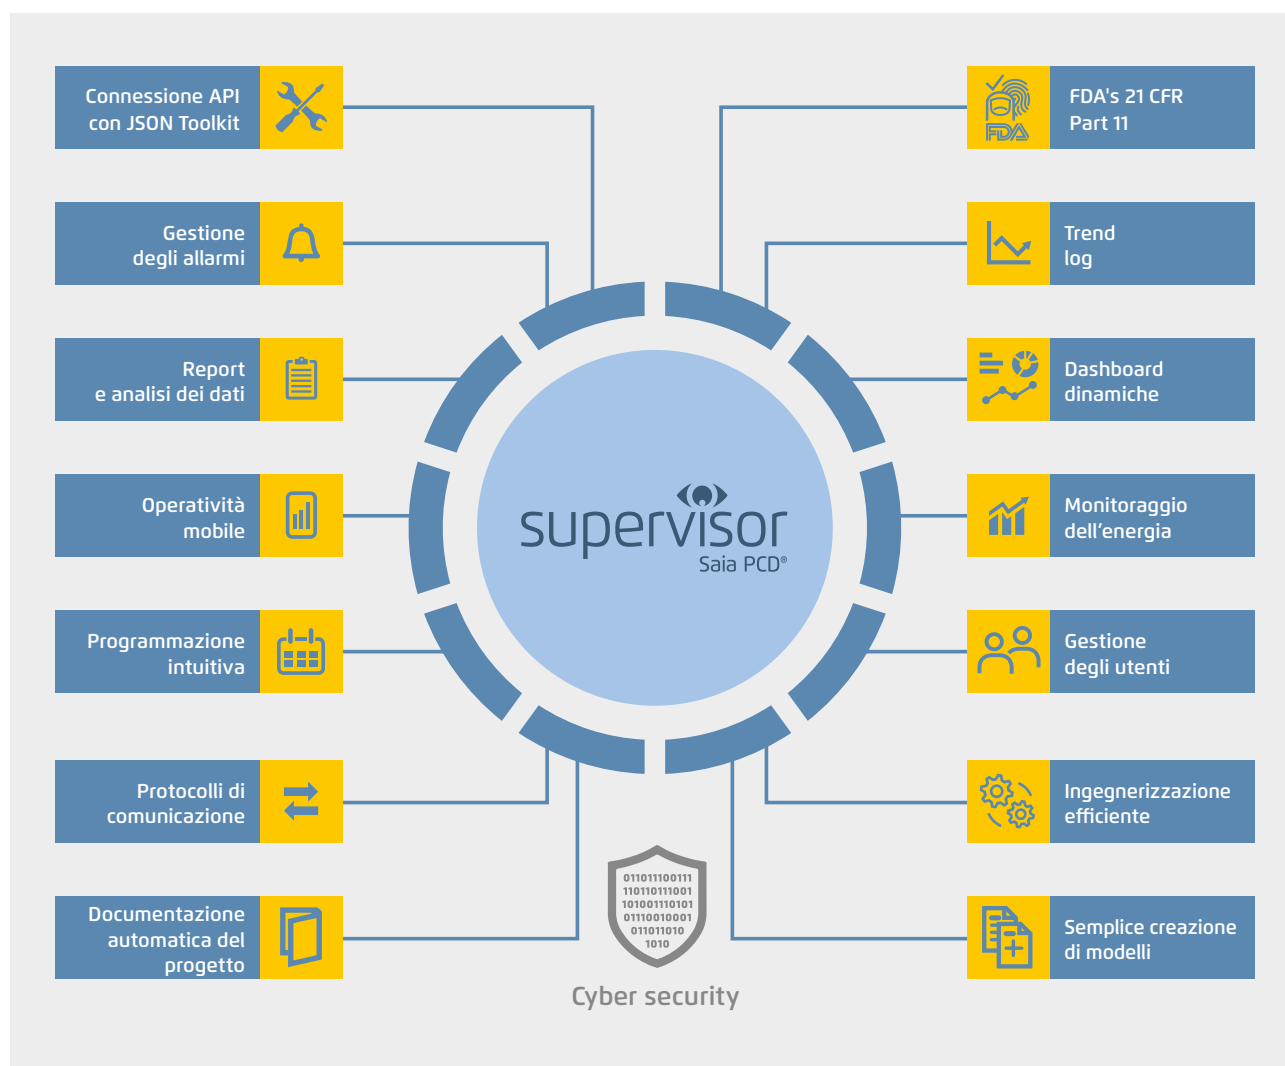 Connessione API
con JSON Toolkit
Gestione
degli allarmi
Report
e analisi dei dati
Operatività
mobile
Programmazione
intuitiva
Protocolli di
comunicazione
Documentazione
automatica del
progetto
supervisor
Saia PCD®
FDA
FDA's 21 CFR
Part 11
Trend
log
Dashboard
dinamiche
Monitoraggio
dell’energia
Gestione
degli utenti
Ingegnerizzazione
efficiente
Semplice creazione
di modelli
011011100111
110110111001
101001110101
01110010001
011011010
1010
Cyber security